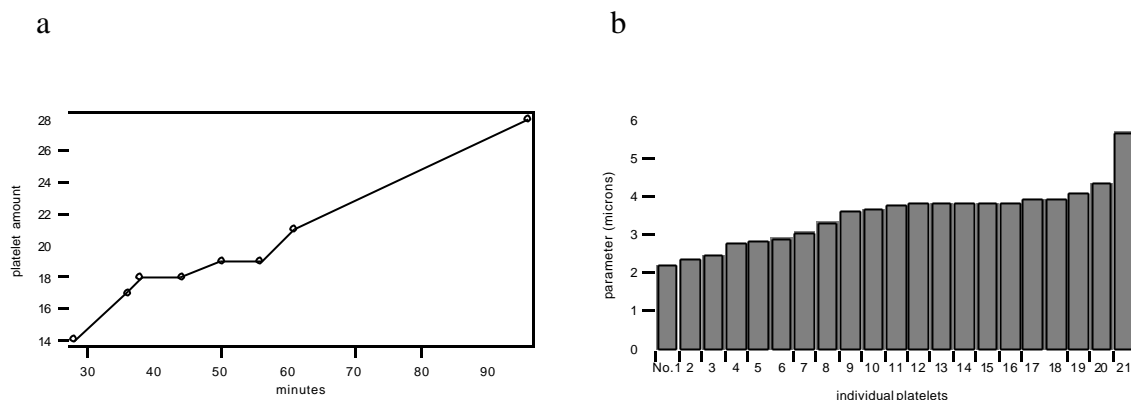 a
28
26
24
22
20
18
16
14
platelet amount
30 40 50 60 70 80 90
minutes
b
6
5
4
3
2
1
0
parameter (microns)
No.1 2 3 4 5 6 7 8 9 10 11 12 13 14 15 16 17 18 19 20 21
individual platelets